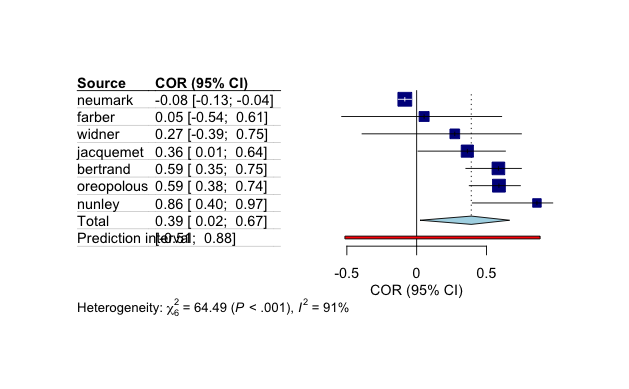 Source COR (95% CI)
neumark -0.08 [-0.13; -0.04]
farber 0.05 [-0.54; 0.61]
widner 0.27 [-0.39; 0.75]
jacquemet 0.36 [ 0.01; 0.64]
bertrand 0.59 [ 0.35; 0.75]
oreopolous 0.59 [ 0.38; 0.74]
nunley 0.86 [ 0.40; 0.97]
Total 0.39 [ 0.02; 0.67]
Prediction interval [-0.51; 0.88]
-0.5 0 0.5
COR (95% CI)
Heterogeneity: χ²₆ = 64.49 (P < .001), I² = 91%